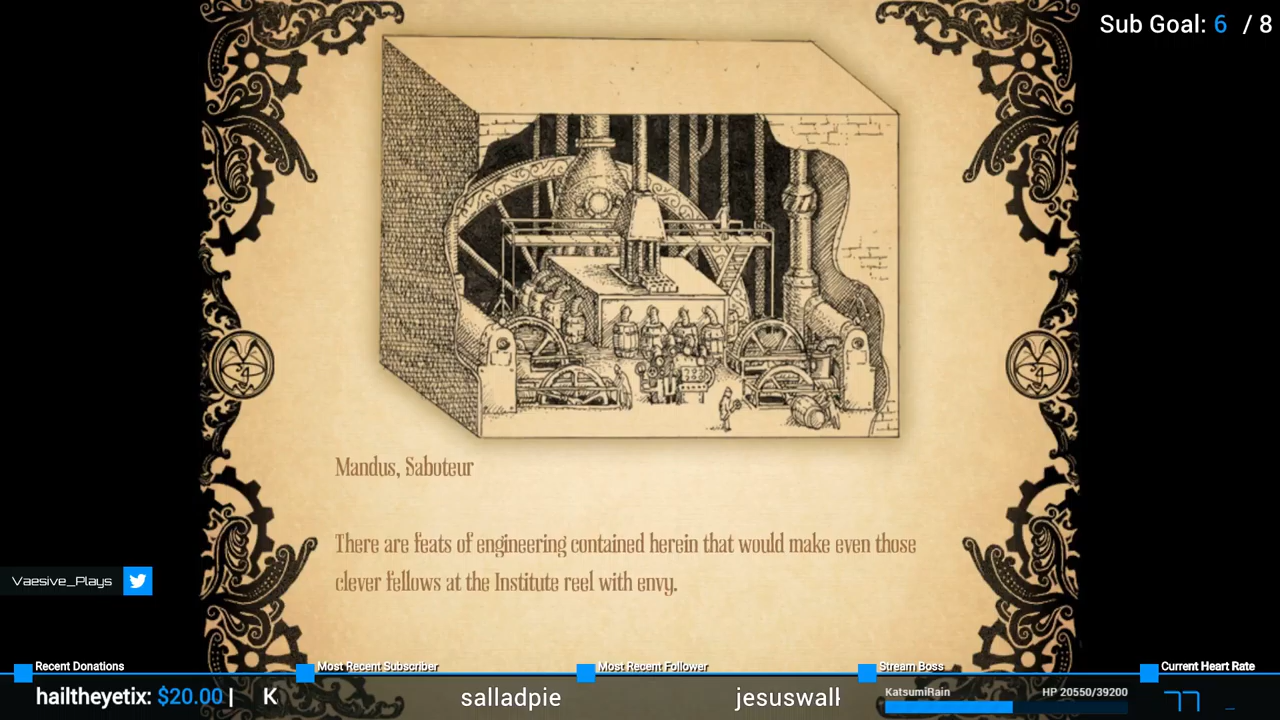 Sub Goal: 6 / 8
Mandus, Saboteur
There are feats of engineering contained herein that would make even those
clever fellows at the Institute reel with envy.
Vaesive_Plays
Recent Donations
Most Recent Subscriber
Most Recent Follower
Stream Boss
Current Heart Rate
hailtheyetix: $20.00 | K
salladpie
jesuswalk
KatsumiRain
HP 20550/39200
77